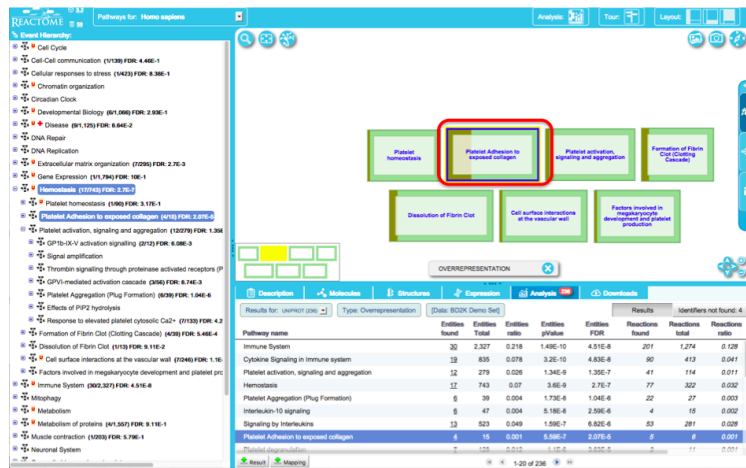 REACTOME
3.2
59
Pathways for: Homo sapiens
Analysis:
Tour:
Layout:
Event Hierarchy:
Cell Cycle
Cell-Cell communication (1/139) FDR: 4.46E-1
Cellular responses to stress (1/423) FDR: 8.38E-1
Chromatin organization
Circadian Clock
Developmental Biology (6/1,066) FDR: 2.93E-1
Disease (9/1,125) FDR: 6.64E-2
DNA Repair
DNA Replication
Extracellular matrix organization (7/295) FDR: 2.7E-3
Gene Expression (1/1,794) FDR: 10E-1
Hemostasis (17/743) FDR: 2.7E-7
Platelet homeostasis (1/90) FDR: 3.17E-1
Platelet Adhesion to exposed collagen (4/15) FDR: 2.07E-5
Platelet activation, signaling and aggregation (12/279) FDR: 1.35E
GP1b-IX-V activation signalling (2/12) FDR: 6.08E-3
Signal amplification
Thrombin signalling through proteinase activated receptors (P
GPVI-mediated activation cascade (3/56) FDR: 8.74E-3
Platelet Aggregation (Plug Formation) (6/39) FDR: 1.04E-6
Effects of PIP2 hydrolysis
Response to elevated platelet cytosolic Ca2+ (7/133) FDR: 4.2
Formation of Fibrin Clot (Clotting Cascade) (4/39) FDR: 5.46E-4
Dissolution of Fibrin Clot (1/13) FDR: 9.11E-2
Cell surface interactions at the vascular wall (7/246) FDR: 1.1E-
Factors involved in megakaryocyte development and platelet prc
Immune System (30/2,327) FDR: 4.51E-8
Mitophagy
Metabolism
Metabolism of proteins (4/1,557) FDR: 9.11E-1
Muscle contraction (1/203) FDR: 5.79E-1
Neuronal System
Platelet homeostasis
Platelet Adhesion to exposed collagen
Platelet activation, signaling and aggregation
Formation of Fibrin Clot (Clotting Cascade)
Dissolution of Fibrin Clot
Cell surface interactions at the vascular wall
Factors involved in megakaryocyte development and platelet production
OVERREPRESENTATION
Description Molecules Structures Expression Analysis 236 Downloads
Results for: UNIPROT (236) Type: Overrepresentation [Data: BD2K Demo Set] Results Identifiers not found: 4
Pathway name Entities found Entities Total Entities ratio Entities pValue Entities FDR Reactions found Reactions total Reactions ratio
Immune System 30 2,327 0.218 1.49E-10 4.51E-8 201 1,274 0.128
Cytokine Signaling in Immune system 19 835 0.078 3.2E-10 4.83E-8 90 413 0.041
Platelet activation, signaling and aggregation 12 279 0.026 1.34E-9 1.35E-7 41 114 0.011
Hemostasis 17 743 0.07 3.6E-9 2.7E-7 77 322 0.032
Platelet Aggregation (Plug Formation) 6 39 0.004 1.73E-8 1.04E-6 22 27 0.003
Interleukin-10 signaling 6 47 0.004 5.18E-8 2.59E-6 4 15 0.002
Signaling by Interleukins 13 523 0.049 1.59E-7 6.82E-6 53 281 0.028
Platelet Adhesion to exposed collagen 4 15 0.001 5.59E-7 2.07E-5 5 6 0.001
Platelet degranulation 7 128 0.012
Result Mapping 1-20 of 236